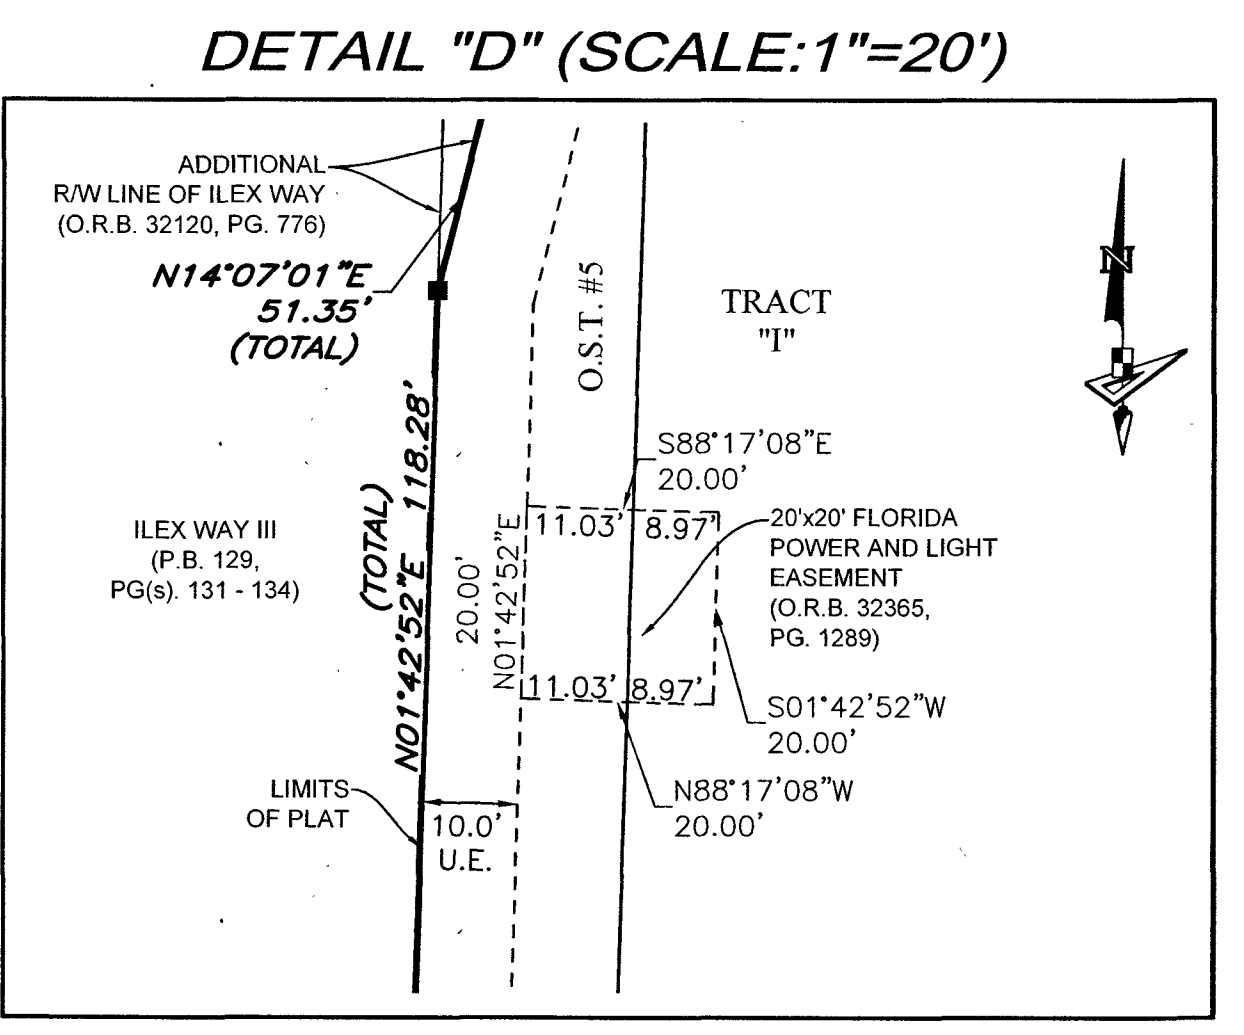 DETAIL "D" (SCALE:1"=20')
ADDITIONAL
R/W LINE OF ILEX WAY
(O.R.B. 32120, PG. 776)
N14°07'01"E
51.35'
(TOTAL)
O.S.T. #5
TRACT
"I"
N
N01°42'52"E 118.28'
(TOTAL)
S88°17'08"E
20.00'
ILEX WAY III
(P.B. 129,
PG(s). 131 - 134)
20.00'
N01°42'52"E
11.03' 8.97'
20'x20' FLORIDA
POWER AND LIGHT
EASEMENT
(O.R.B. 32365,
PG. 1289)
11.03' 8.97'
S01°42'52"W
20.00'
N88°17'08"W
20.00'
LIMITS
OF PLAT
10.0'
U.E.